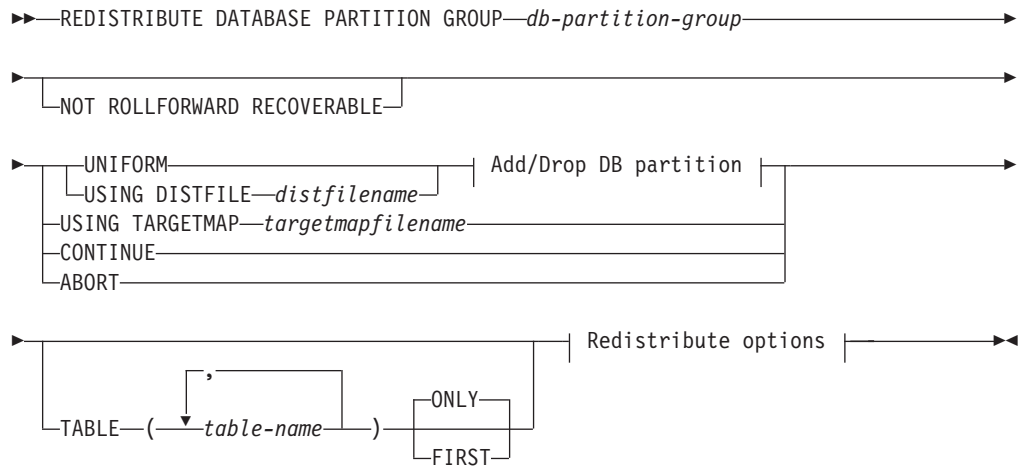 REDISTRIBUTE DATABASE PARTITION GROUP db-partition-group
NOT ROLLFORWARD RECOVERABLE
UNIFORM Add/Drop DB partition
USING DISTFILE distfilename
USING TARGETMAP targetmapfilename
CONTINUE
ABORT
Redistribute options
,
ONLY
TABLE ( table-name )
FIRST